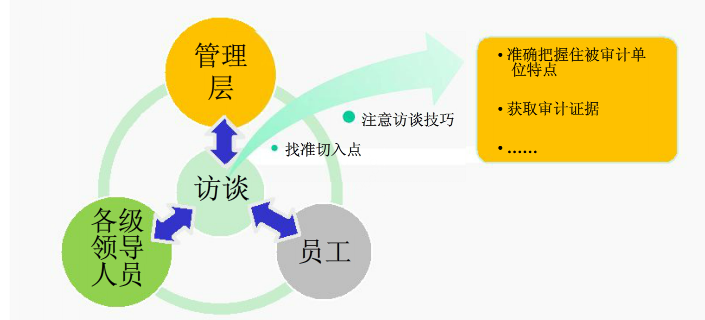 管理
层
访谈
各级
领导
人员
员工
• 找准切入点
● 注意访谈技巧
• 准确把握住被审计单
位特点
• 获取审计证据
• ......